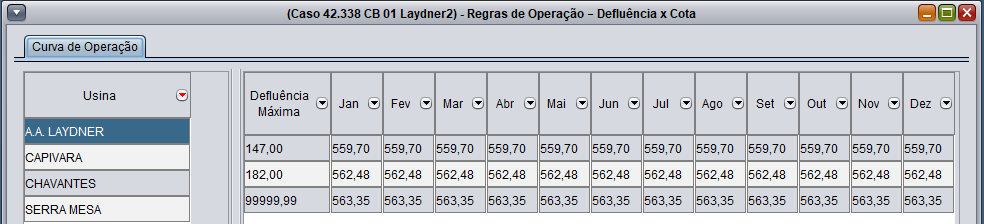 (Caso 42.338 CB 01 Laydner2) - Regras de Operação – Defluência x Cota
Curva de Operação
Usina
A.A. LAYDNER
CAPIVARA
CHAVANTES
SERRA MESA
Defluência Máxima Jan Fev Mar Abr Mai Jun Jul Ago Set Out Nov Dez
147,00 559,70 559,70 559,70 559,70 559,70 559,70 559,70 559,70 559,70 559,70 559,70 559,70
182,00 562,48 562,48 562,48 562,48 562,48 562,48 562,48 562,48 562,48 562,48 562,48 562,48
99999,99 563,35 563,35 563,35 563,35 563,35 563,35 563,35 563,35 563,35 563,35 563,35 563,35